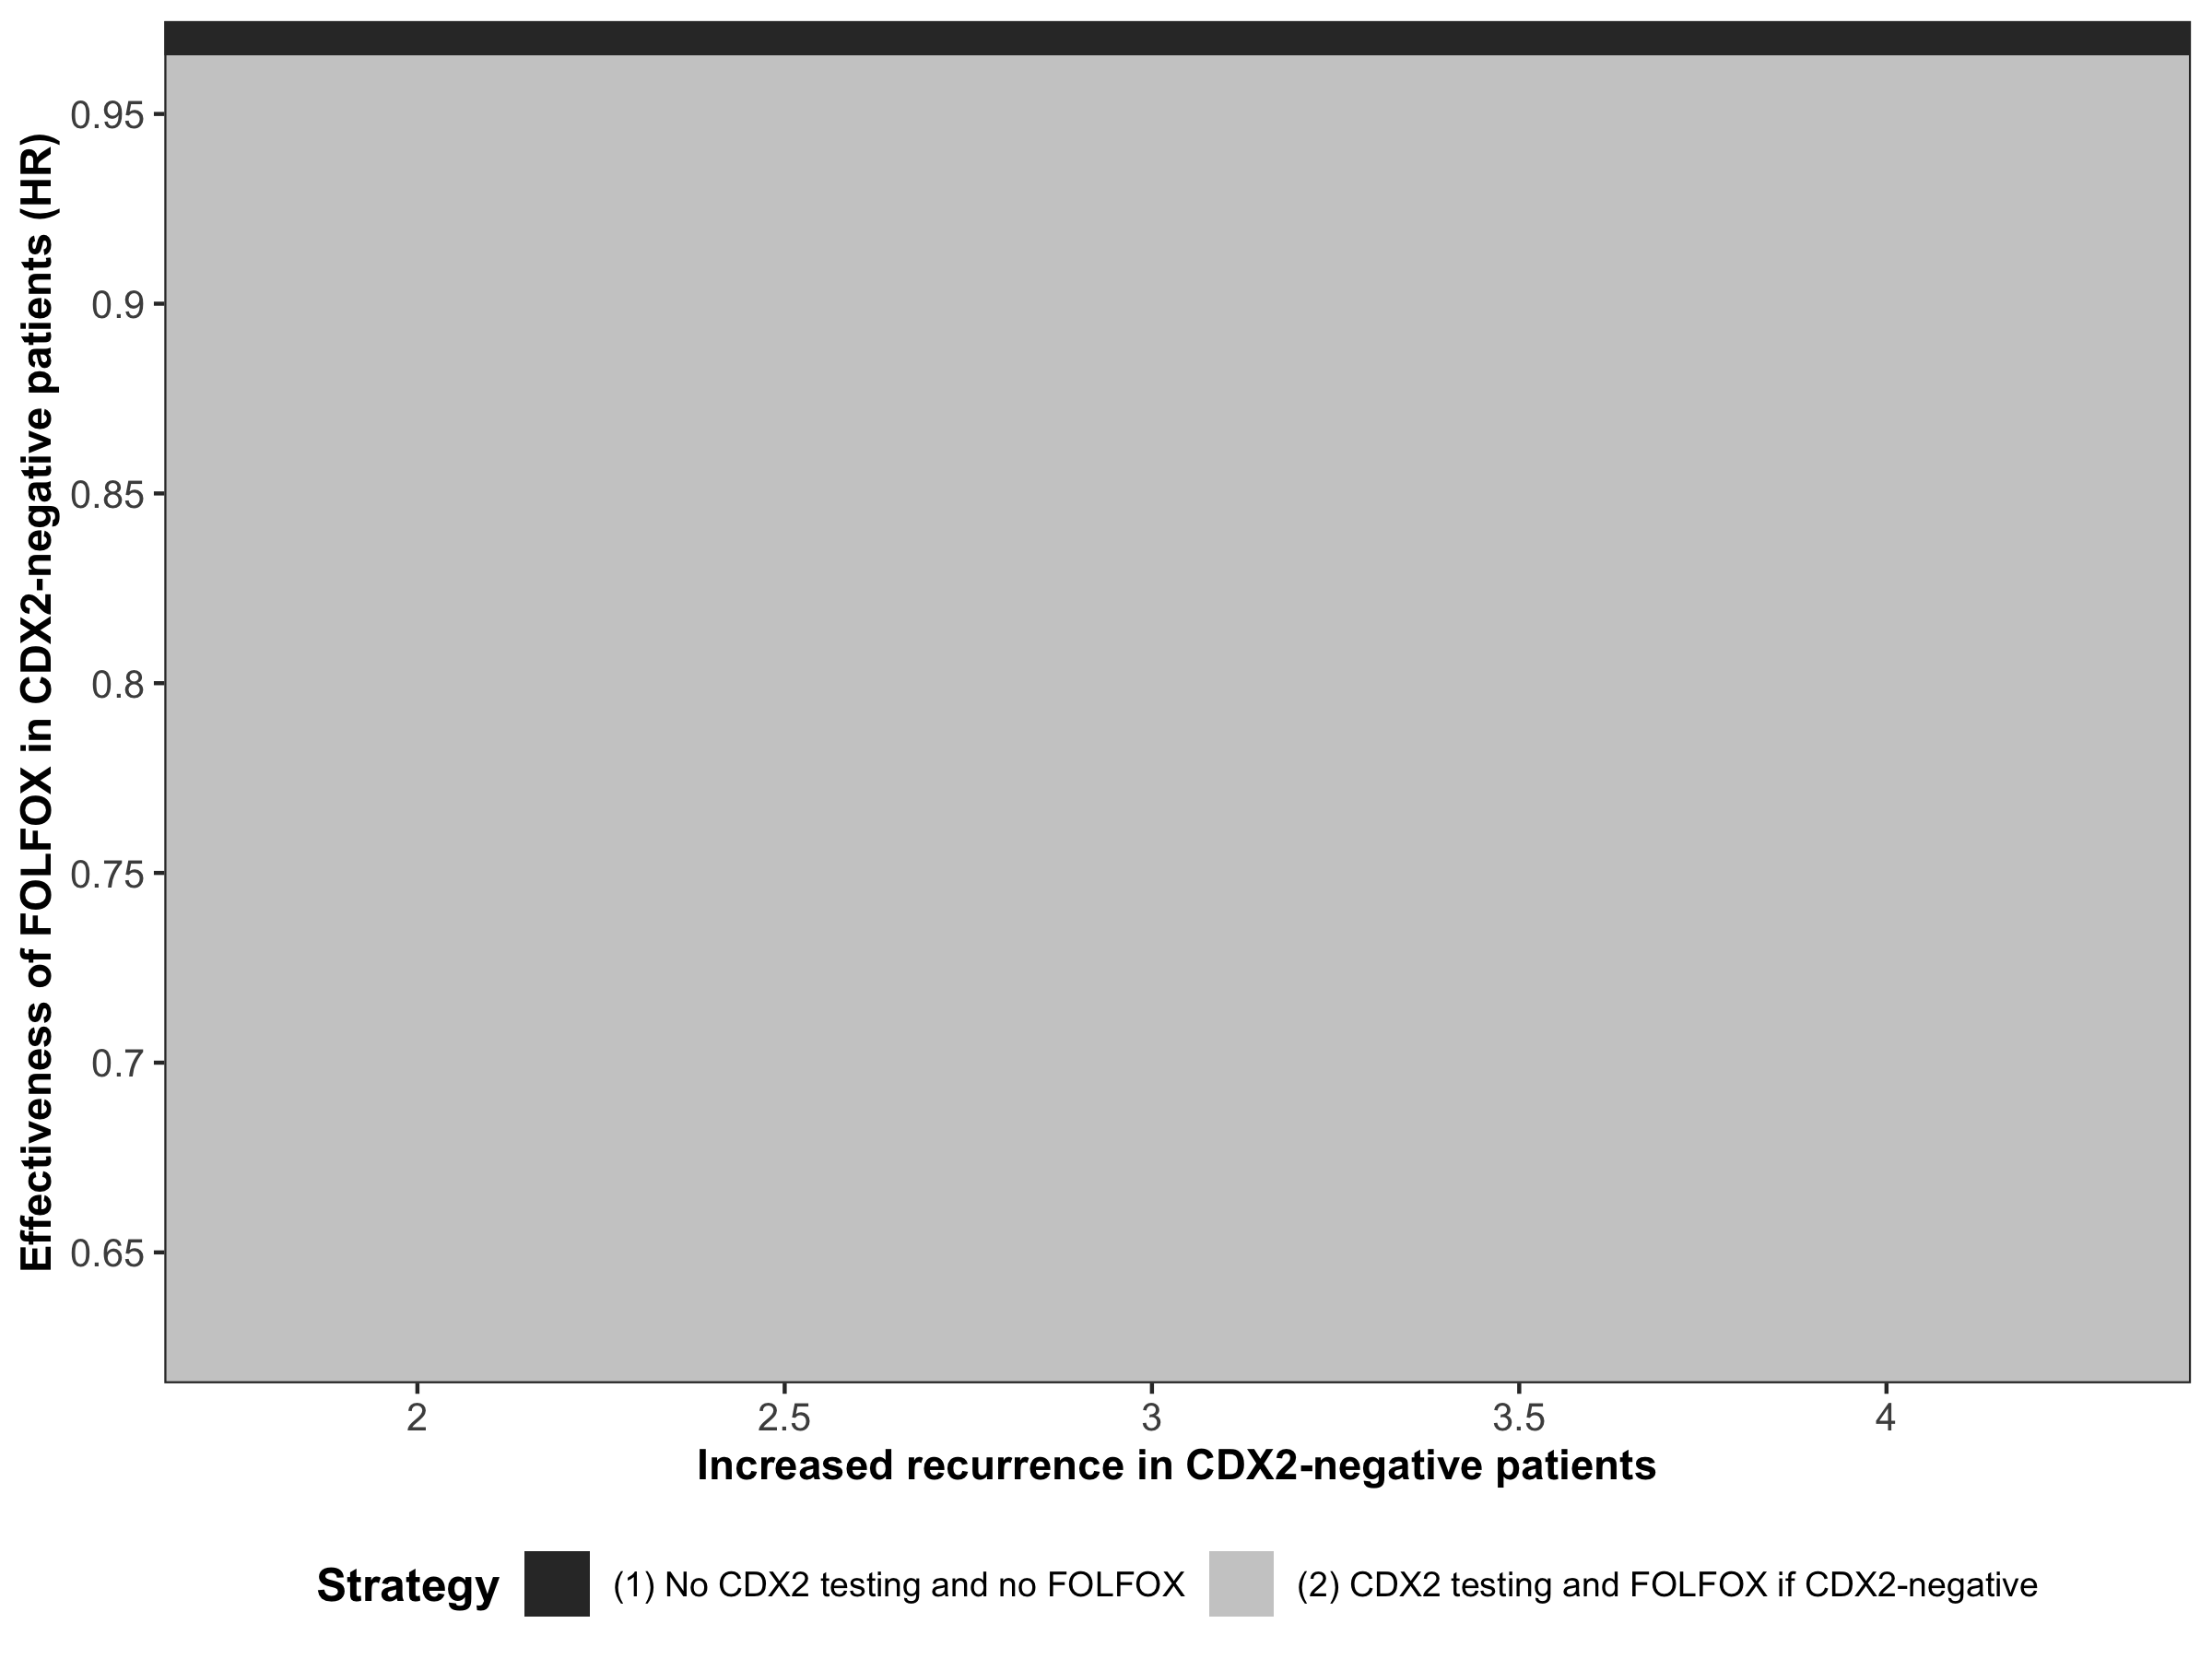 Effectiveness of FOLFOX in CDX2-negative patients (HR)
0.95
0.9
0.85
0.8
0.75
0.7
0.65
2 2.5 3 3.5 4
Increased recurrence in CDX2-negative patients
Strategy (1) No CDX2 testing and no FOLFOX (2) CDX2 testing and FOLFOX if CDX2-negative